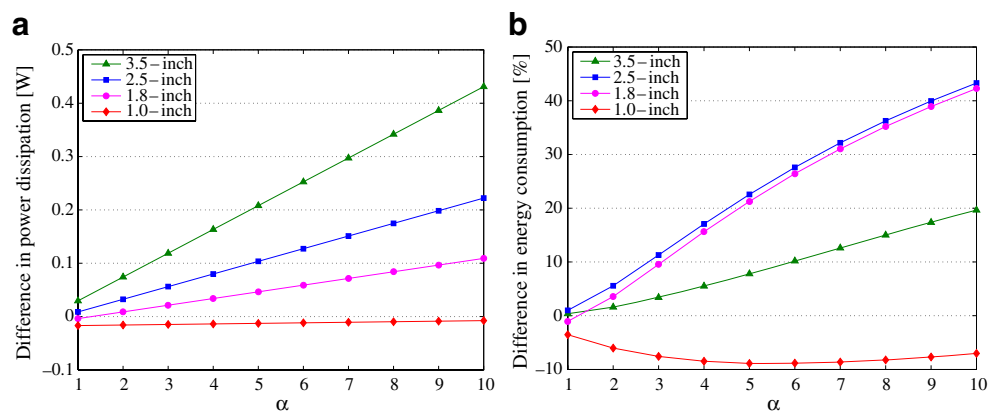 a
Difference in power dissipation [W]
0.5
0.4
0.3
0.2
0.1
0
–0.1
3.5–inch
2.5–inch
1.8–inch
1.0–inch
1 2 3 4 5 6 7 8 9 10
α
b
Difference in energy consumption [%]
50
40
30
20
10
0
–10
3.5–inch
2.5–inch
1.8–inch
1.0–inch
1 2 3 4 5 6 7 8 9 10
α